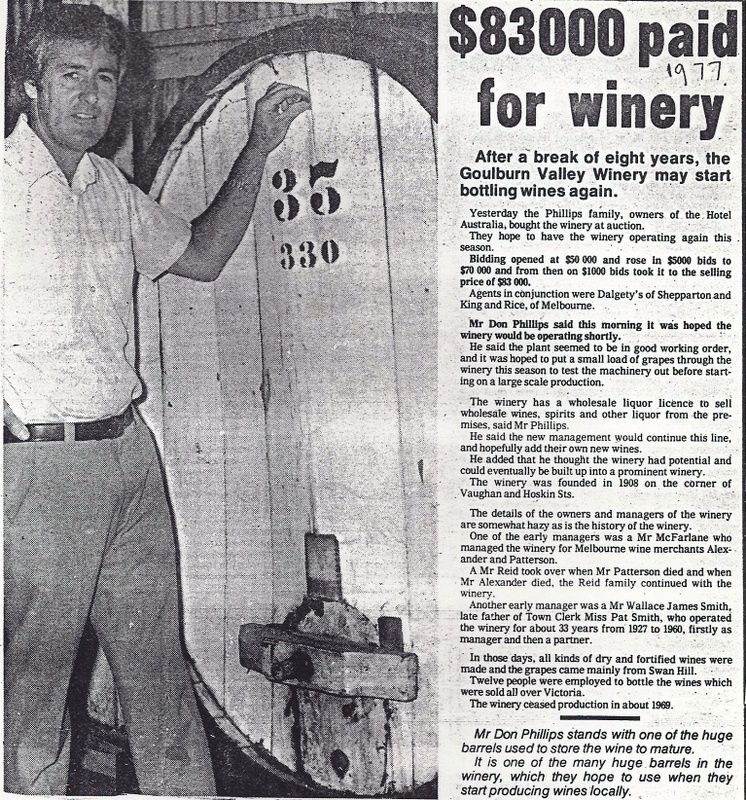 $83000 paid
1977.
for winery
After a break of eight years, the
Goulburn Valley Winery may start
bottling wines again.
Yesterday the Phillips family, owners of the Hotel
Australia, bought the winery at auction.
They hope to have the winery operating again this
season.
Bidding opened at $50 000 and rose in $5000 bids to
$70 000 and from then on $1000 bids took it to the selling
price of $83 000.
Agents in conjunction were Dalgety's of Shepparton and
King and Rice, of Melbourne.
Mr Don Phillips said this morning it was hoped the
winery would be operating shortly.
He said the plant seemed to be in good working order,
and it was hoped to put a small load of grapes through the
winery this season to test the machinery out before start-
ing on a large scale production.
The winery has a wholesale liquor licence to sell
wholesale wines, spirits and other liquor from the pre-
mises, said Mr Phillips.
He said the new management would continue this line,
and hopefully add their own new wines.
He added that he thought the winery had potential and
could eventually be built up into a prominent winery.
The winery was founded in 1908 on the corner of
Vaughan and Hoskin Sts.
The details of the owners and managers of the winery
are somewhat hazy as is the history of the winery.
One of the early managers was a Mr McFarlane who
managed the winery for Melbourne wine merchants Alex-
ander and Patterson.
A Mr Reid took over when Mr Patterson died and when
Mr Alexander died, the Reid family continued with the
winery.
Another early manager was a Mr Wallace James Smith,
late father of Town Clerk Miss Pat Smith, who operated
the winery for about 33 years from 1927 to 1960, firstly as
manager and then a partner.
In those days, all kinds of dry and fortified wines were
made and the grapes came mainly from Swan Hill.
Twelve people were employed to bottle the wines which
were sold all over Victoria.
The winery ceased production in about 1969.
Mr Don Phillips stands with one of the huge
barrels used to store the wine to mature.
It is one of the many huge barrels in the
winery, which they hope to use when they
start producing wines locally.
35
330